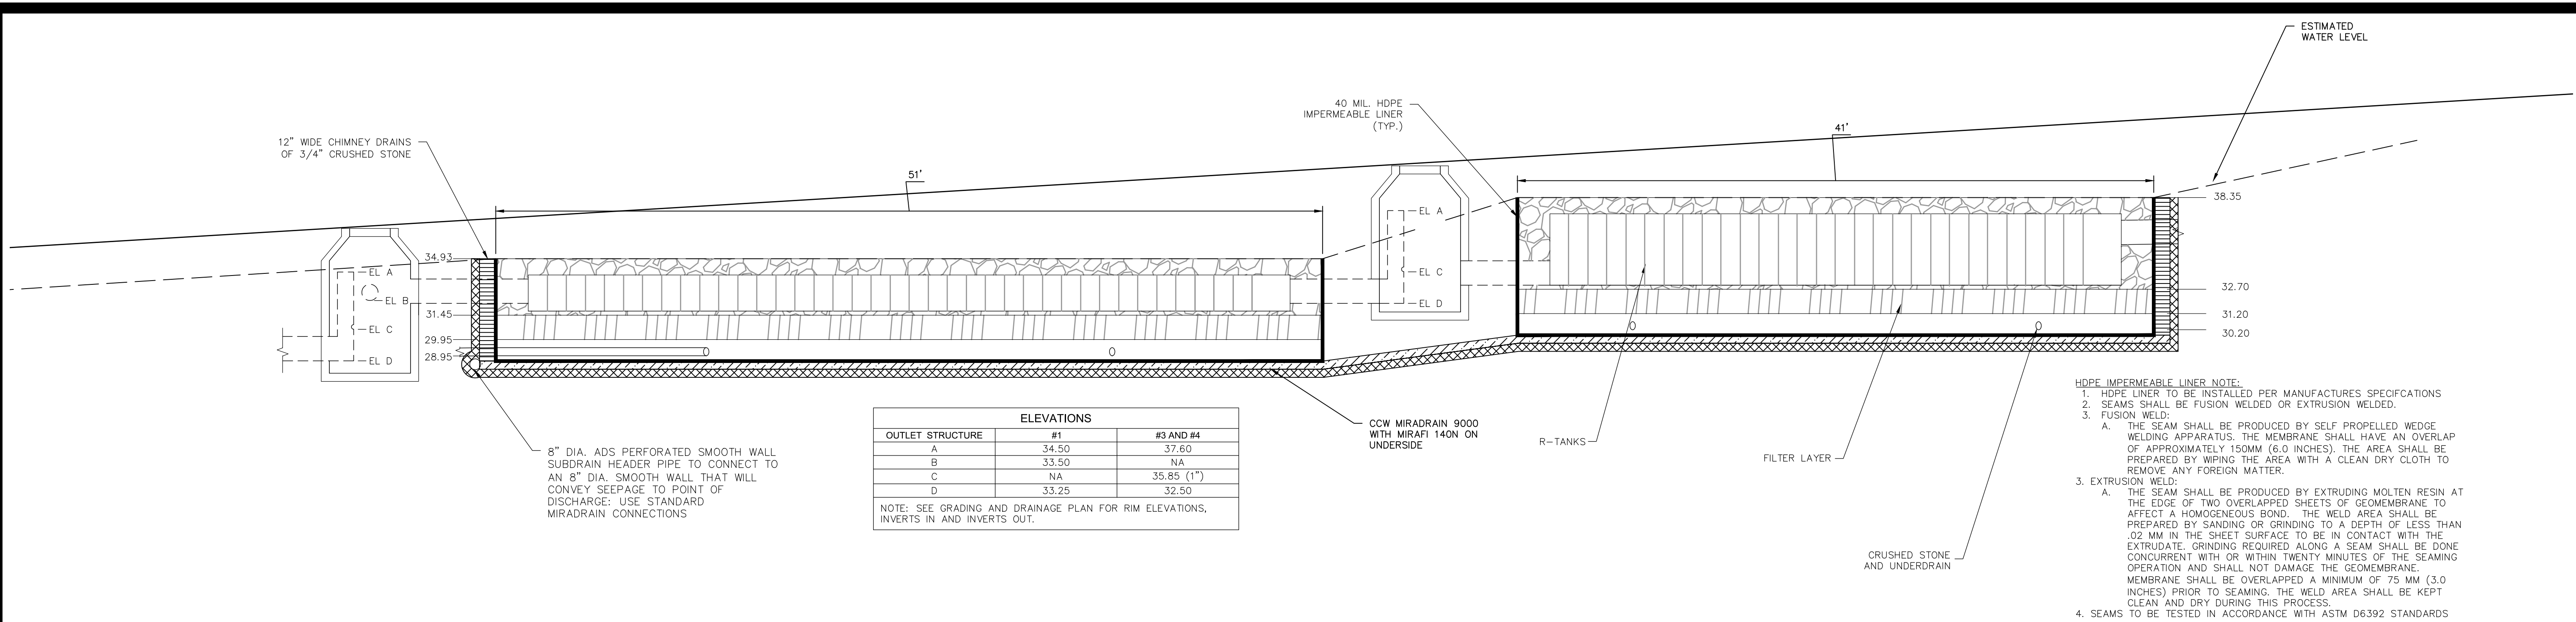 ESTIMATED
WATER LEVEL
40 MIL. HDPE
IMPERMEABLE LINER
(TYP.)
12" WIDE CHIMNEY DRAINS
OF 3/4" CRUSHED STONE
51'
41'
34.93
31.45
29.95
28.95
EL A
EL B
EL C
EL D
EL A
EL C
EL D
38.35
32.70
31.20
30.20
8" DIA. ADS PERFORATED SMOOTH WALL
SUBDRAIN HEADER PIPE TO CONNECT TO
AN 8" DIA. SMOOTH WALL THAT WILL
CONVEY SEEPAGE TO POINT OF
DISCHARGE: USE STANDARD
MIRADRAIN CONNECTIONS
ELEVATIONS
OUTLET STRUCTURE #1 #3 AND #4
A 34.50 37.60
B 33.50 NA
C NA 35.85 (1")
D 33.25 32.50
NOTE: SEE GRADING AND DRAINAGE PLAN FOR RIM ELEVATIONS,
INVERTS IN AND INVERTS OUT.
CCW MIRADRAIN 9000
WITH MIRAFI 140N ON
UNDERSIDE
R-TANKS
FILTER LAYER
CRUSHED STONE
AND UNDERDRAIN
HDPE IMPERMEABLE LINER NOTE:
1. HDPE LINER TO BE INSTALLED PER MANUFACTURES SPECIFCATIONS
2. SEAMS SHALL BE FUSION WELDED OR EXTRUSION WELDED.
3. FUSION WELD:
A. THE SEAM SHALL BE PRODUCED BY SELF PROPELLED WEDGE
WELDING APPARATUS. THE MEMBRANE SHALL HAVE AN OVERLAP
OF APPROXIMATELY 150MM (6.0 INCHES). THE AREA SHALL BE
PREPARED BY WIPING THE AREA WITH A CLEAN DRY CLOTH TO
REMOVE ANY FOREIGN MATTER.
3. EXTRUSION WELD:
A. THE SEAM SHALL BE PRODUCED BY EXTRUDING MOLTEN RESIN AT
THE EDGE OF TWO OVERLAPPED SHEETS OF GEOMEMBRANE TO
AFFECT A HOMOGENEOUS BOND. THE WELD AREA SHALL BE
PREPARED BY SANDING OR GRINDING TO A DEPTH OF LESS THAN
.02 MM IN THE SHEET SURFACE TO BE IN CONTACT WITH THE
EXTRUDATE. GRINDING REQUIRED ALONG A SEAM SHALL BE DONE
CONCURRENT WITH OR WITHIN TWENTY MINUTES OF THE SEAMING
OPERATION AND SHALL NOT DAMAGE THE GEOMEMBRANE.
MEMBRANE SHALL BE OVERLAPPED A MINIMUM OF 75 MM (3.0
INCHES) PRIOR TO SEAMING. THE WELD AREA SHALL BE KEPT
CLEAN AND DRY DURING THIS PROCESS.
4. SEAMS TO BE TESTED IN ACCORDANCE WITH ASTM D6392 STANDARDS